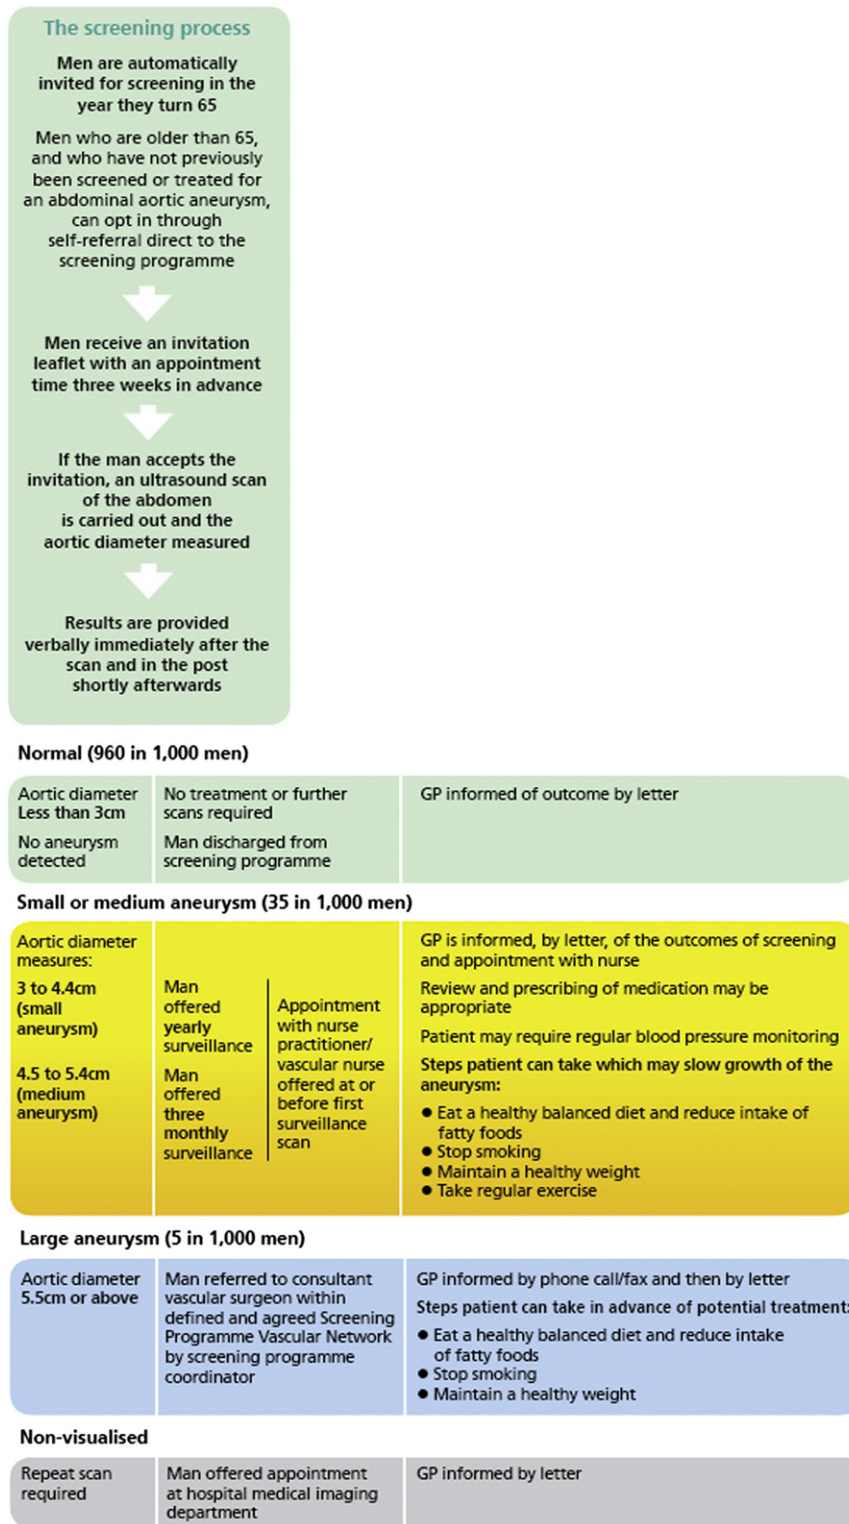 The screening process
Men are automatically
invited for screening in the
year they turn 65
Men who are older than 65,
and who have not previously
been screened or treated for
an abdominal aortic aneurysm,
can opt in through
self-referral direct to the
screening programme
Men receive an invitation
leaflet with an appointment
time three weeks in advance
If the man accepts the
invitation, an ultrasound scan
of the abdomen
is carried out and the
aortic diameter measured
Results are provided
verbally immediately after the
scan and in the post
shortly afterwards
Normal (960 in 1,000 men)
Aortic diameter
Less than 3cm
No aneurysm
detected
No treatment or further
scans required
Man discharged from
screening programme
GP informed of outcome by letter
Small or medium aneurysm (35 in 1,000 men)
Aortic diameter
measures:
3 to 4.4cm
(small
aneurysm)
4.5 to 5.4cm
(medium
aneurysm)
Man
offered
yearly
surveillance
Man
offered
three
monthly
surveillance
Appointment
with nurse
practitioner/
vascular nurse
offered at or
before first
surveillance
scan
GP is informed, by letter, of the outcomes of screening
and appointment with nurse
Review and prescribing of medication may be
appropriate
Patient may require regular blood pressure monitoring
Steps patient can take which may slow growth of the
aneurysm:
● Eat a healthy balanced diet and reduce intake of
fatty foods
● Stop smoking
● Maintain a healthy weight
● Take regular exercise
Large aneurysm (5 in 1,000 men)
Aortic diameter
5.5cm or above
Man referred to consultant
vascular surgeon within
defined and agreed Screening
Programme Vascular Network
by screening programme
coordinator
GP informed by phone call/fax and then by letter
Steps patient can take in advance of potential treatment:
● Eat a healthy balanced diet and reduce intake
of fatty foods
● Stop smoking
● Maintain a healthy weight
Non-visualised
Repeat scan
required
Man offered appointment
at hospital medical imaging
department
GP informed by letter